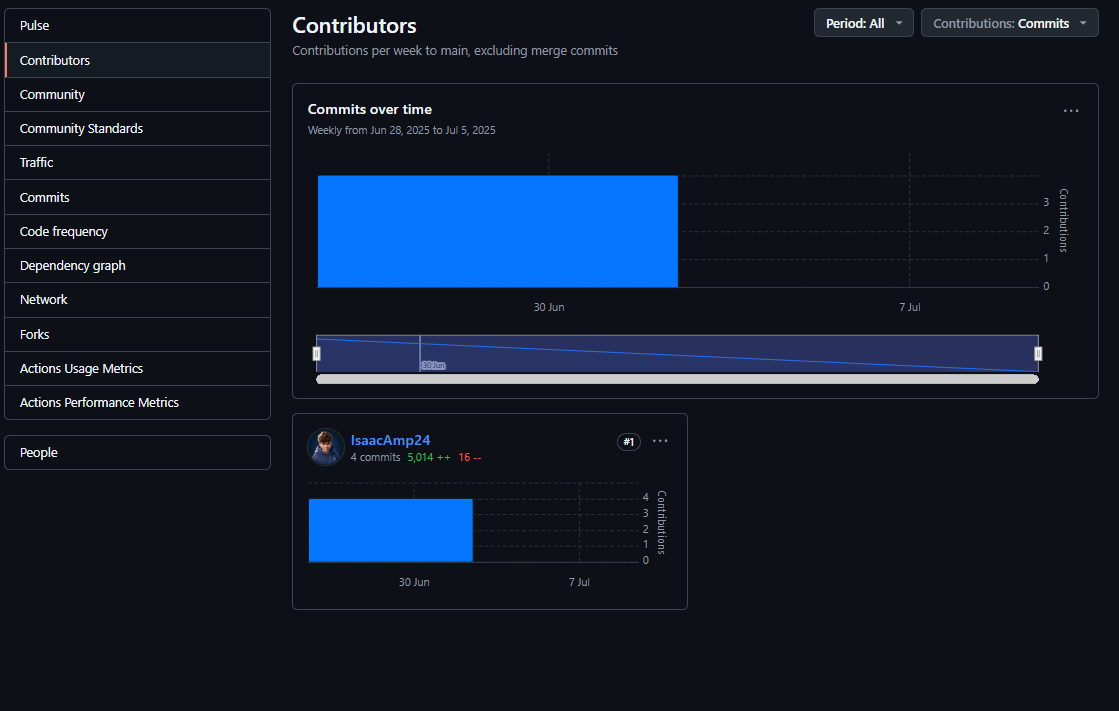 Pulse
Contributors
Community
Community Standards
Traffic
Commits
Code frequency
Dependency graph
Network
Forks
Actions Usage Metrics
Actions Performance Metrics
People
Contributors
Contributions per week to main, excluding merge commits
Period: All
Contributions: Commits
Commits over time
Weekly from Jun 28, 2025 to Jul 5, 2025
3
2
1
0
Contributions
30 Jun
7 Jul
30 Jun
IsaacAmp24
#1
4 commits 5,014 ++ 16 --
4
3
2
1
0
Contributions
30 Jun
7 Jul